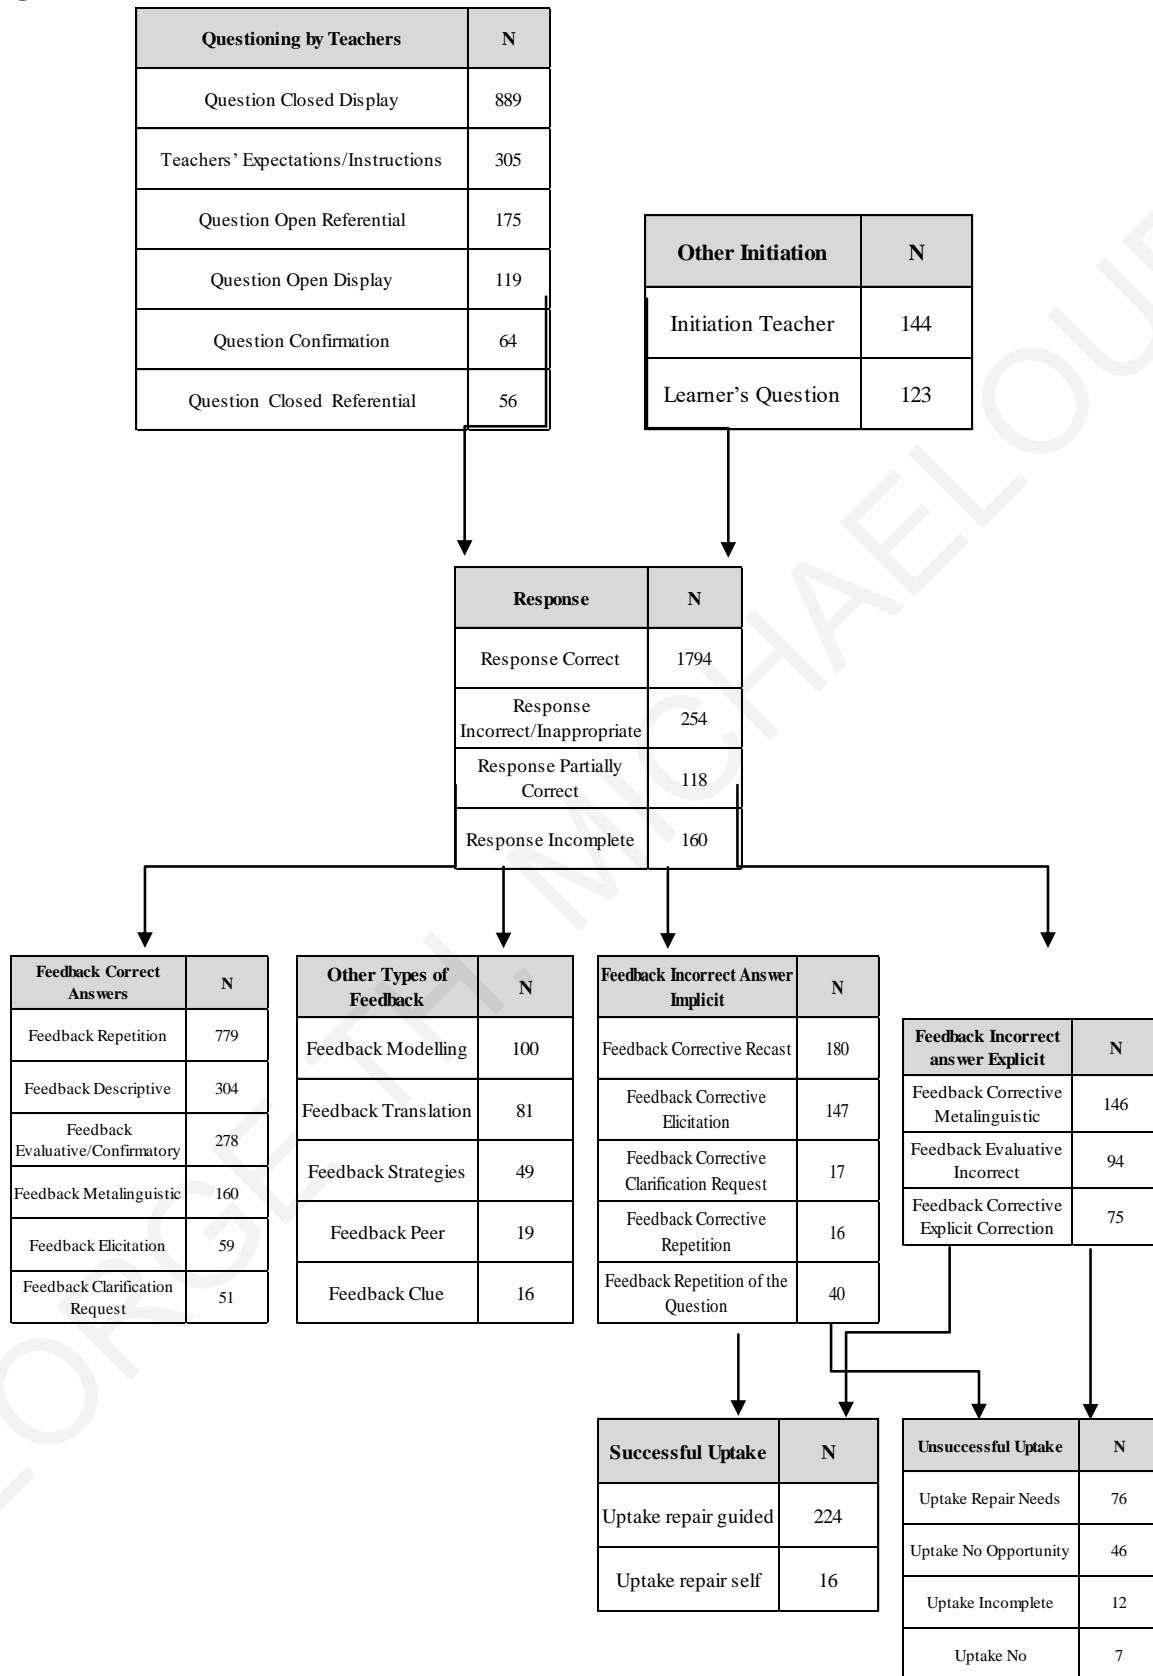 Questioning by Teachers N
Question Closed Display 889
Teachers' Expectations/Instructions 305
Question Open Referential 175
Question Open Display 119
Question Confirmation 64
Question Closed Referential 56
Other Initiation N
Initiation Teacher 144
Learner's Question 123
Response N
Response Correct 1794
Response
Incorrect/Inappropriate 254
Response Partially
Correct 118
Response Incomplete 160
Feedback Correct
Answers N
Feedback Repetition 779
Feedback Descriptive 304
Feedback
Evaluative/Confirmatory 278
Feedback Metalinguistic 160
Feedback Elicitation 59
Feedback Clarification
Request 51
Other Types of
Feedback N
Feedback Modelling 100
Feedback Translation 81
Feedback Strategies 49
Feedback Peer 19
Feedback Clue 16
Feedback Incorrect Answer
Implicit N
Feedback Corrective Recast 180
Feedback Corrective
Elicitation 147
Feedback Corrective
Clarification Request 17
Feedback Corrective
Repetition 16
Feedback Repetition of the
Question 40
Feedback Incorrect
answer Explicit N
Feedback Corrective
Metalinguistic 146
Feedback Evaluative
Incorrect 94
Feedback Corrective
Explicit Correction 75
Successful Uptake N
Uptake repair guided 224
Uptake repair self 16
Unsuccessful Uptake N
Uptake Repair Needs 76
Uptake No Opportunity 46
Uptake Incomplete 12
Uptake No 7
TH. MICHAELOU